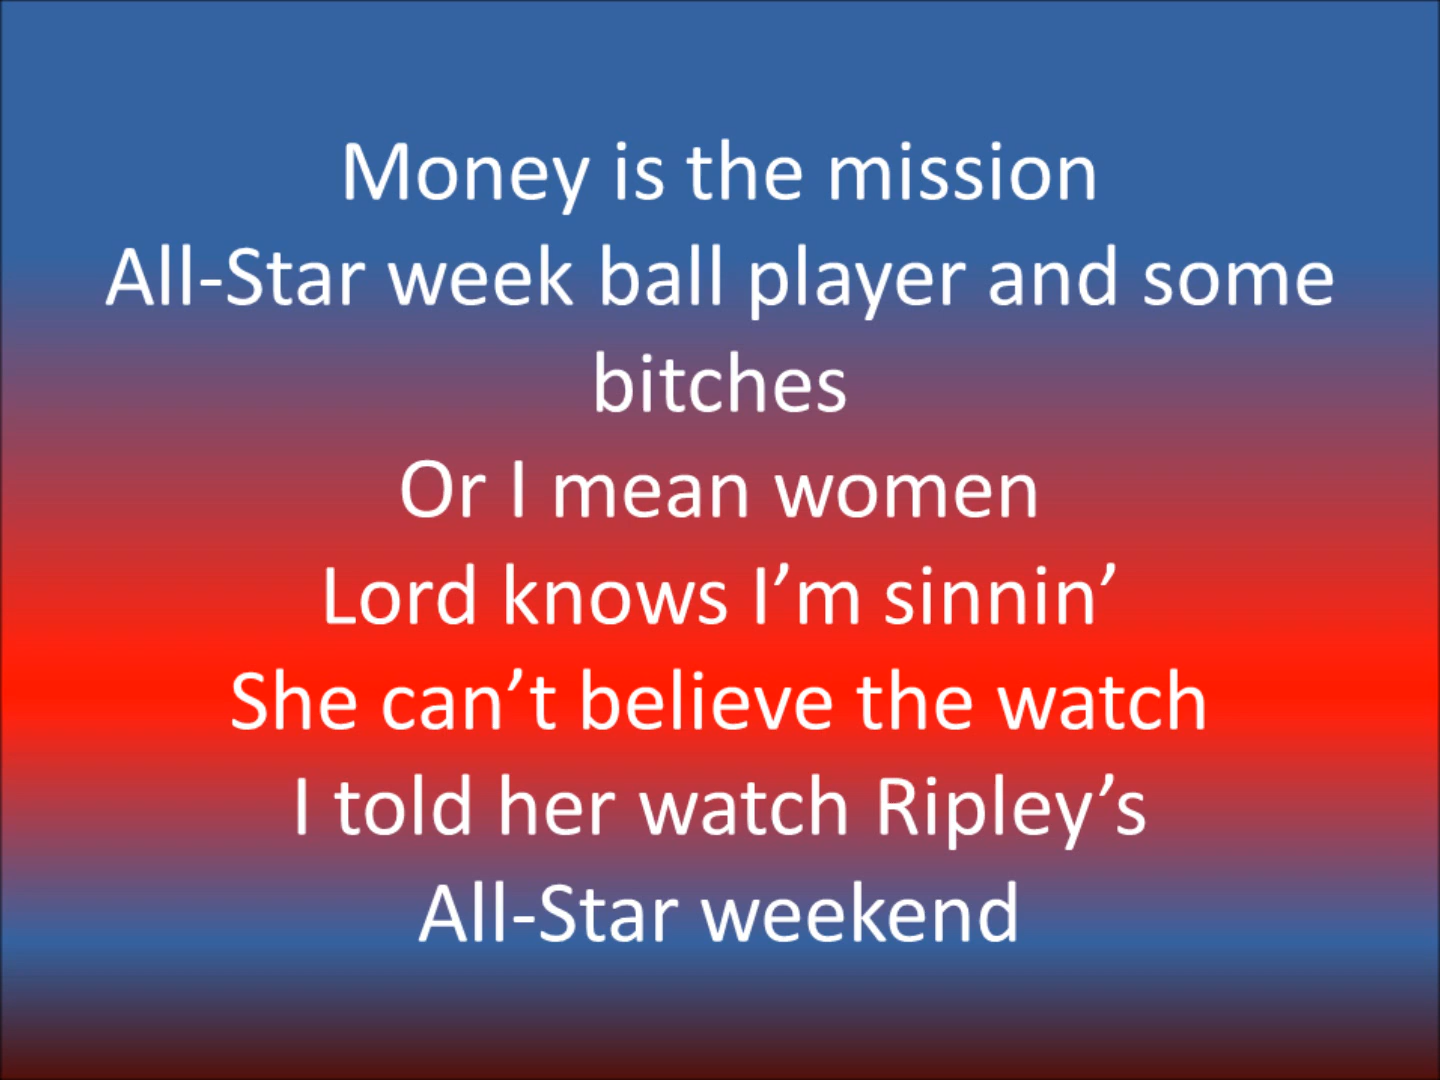 Money is the mission
All-Star week ball player and some
bitches
Or I mean women
Lord knows I’m sinnin’
She can’t believe the watch
I told her watch Ripley’s
All-Star weekend